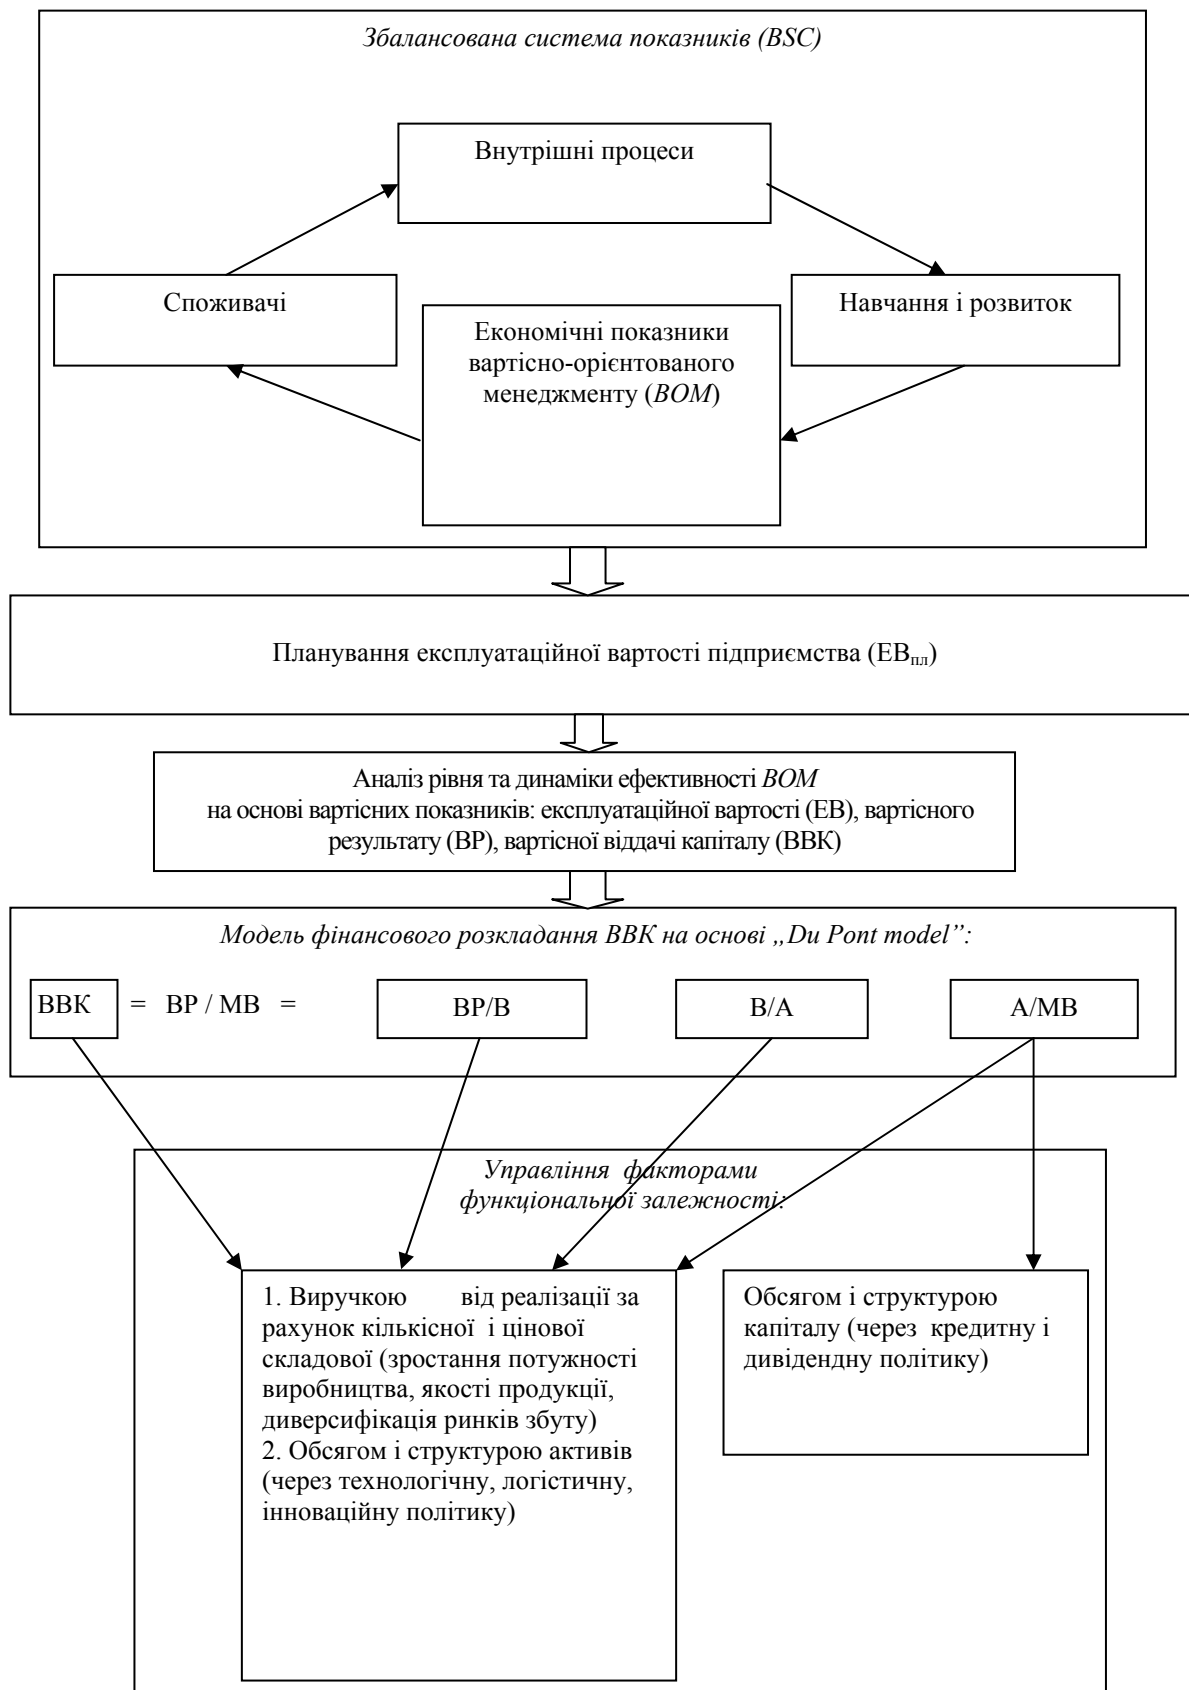 Збалансована система показників (BSC)
Внутрішні процеси
Споживачі
Навчання і розвиток
Економічні показники
вартісно-орієнтованого
менеджменту (ВОМ)
Планування експлуатаційної вартості підприємства (ЕВпл)
Аналіз рівня та динаміки ефективності ВОМ
на основі вартісних показників: експлуатаційної вартості (ЕВ), вартісного
результату (ВР), вартісної віддачі капіталу (ВВК)
Модель фінансового розкладання ВВК на основі „Du Pont model”:
ВВК = ВР / МВ = ВР/В В/А А/МВ
Управління факторами
функціональної залежності:
1. Виручкою від реалізації за
рахунок кількісної і цінової
складової (зростання потужності
виробництва, якості продукції,
диверсифікація ринків збуту)
2. Обсягом і структурою активів
(через технологічну, логістичну,
інноваційну політику)
Обсягом і структурою
капіталу (через кредитну і
дивідендну політику)